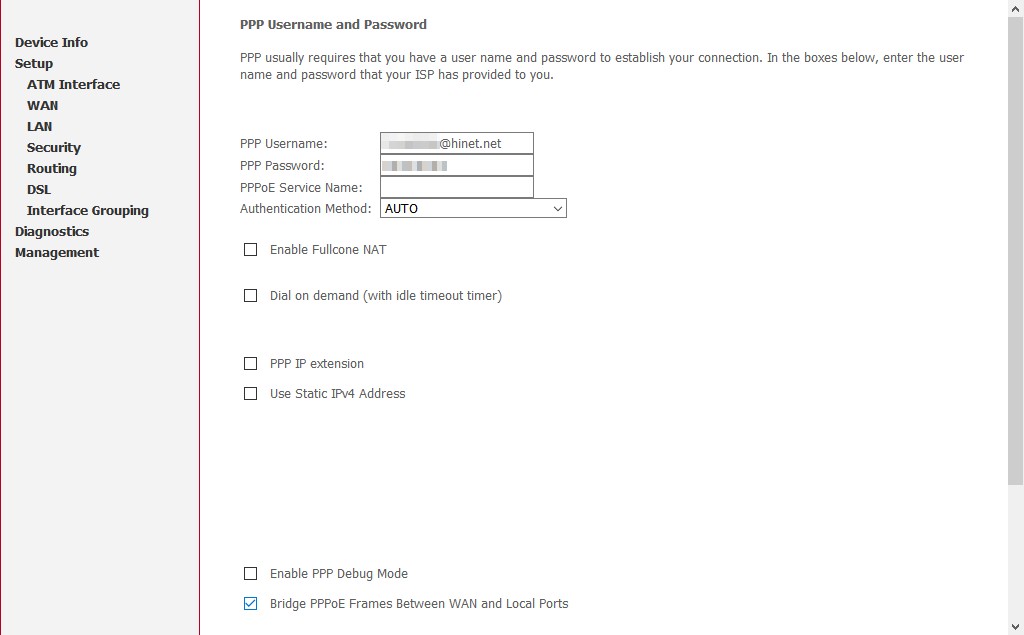 Device Info
Setup
ATM Interface
WAN
LAN
Security
Routing
DSL
Interface Grouping
Diagnostics
Management
PPP Username and Password
PPP usually requires that you have a user name and password to establish your connection. In the boxes below, enter the user
name and password that your ISP has provided to you.
PPP Username: @hinet.net
PPP Password:
PPPoE Service Name:
Authentication Method: AUTO
Enable Fullcone NAT
Dial on demand (with idle timeout timer)
PPP IP extension
Use Static IPv4 Address
Enable PPP Debug Mode
Bridge PPPoE Frames Between WAN and Local Ports